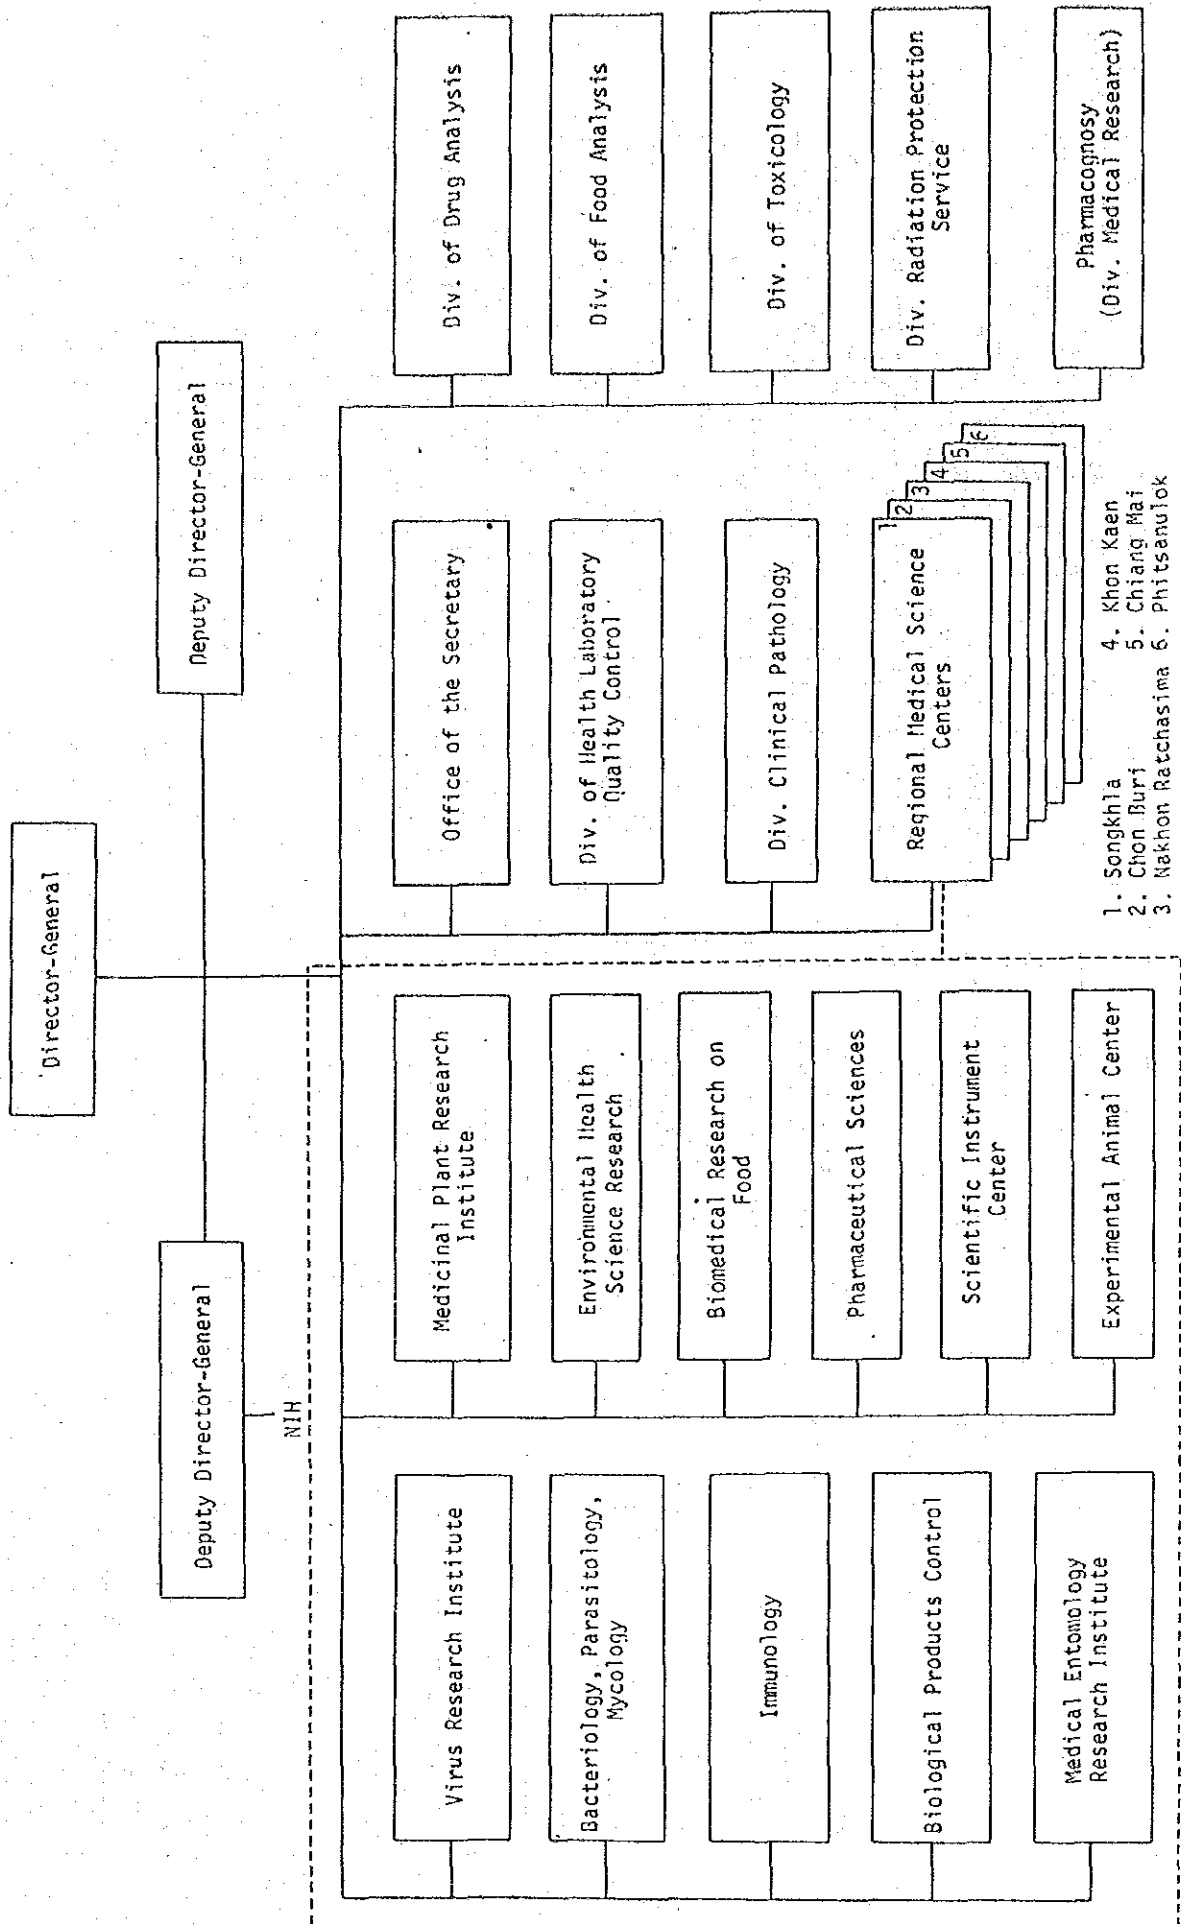 Director-General
Deputy Director-General
Deputy Director-General
NIH
Virus Research Institute
Bacteriology, Parasitology,
Mycology
Immunology
Biological Products Control
Medical Entomology
Research Institute
Medicinal Plant Research
Institute
Environmental Health
Science Research
Biomedical Research on
Food
Pharmaceutical Sciences
Scientific Instrument
Center
Experimental Animal Center
Office of the Secretary
Div. of Health Laboratory
Quality Control
Div. Clinical Pathology
Regional Medical Science
Centers
1
2
3
4
5
6
1. Songkhla
2. Chon Buri
3. Nakhon Ratchasima
4. Khon Kaen
5. Chiang Mai
6. Phitsanulok
Div. of Drug Analysis
Div. of Food Analysis
Div. of Toxicology
Div. Radiation Protection
Service
Pharmacognosy
(Div. Medical Research)